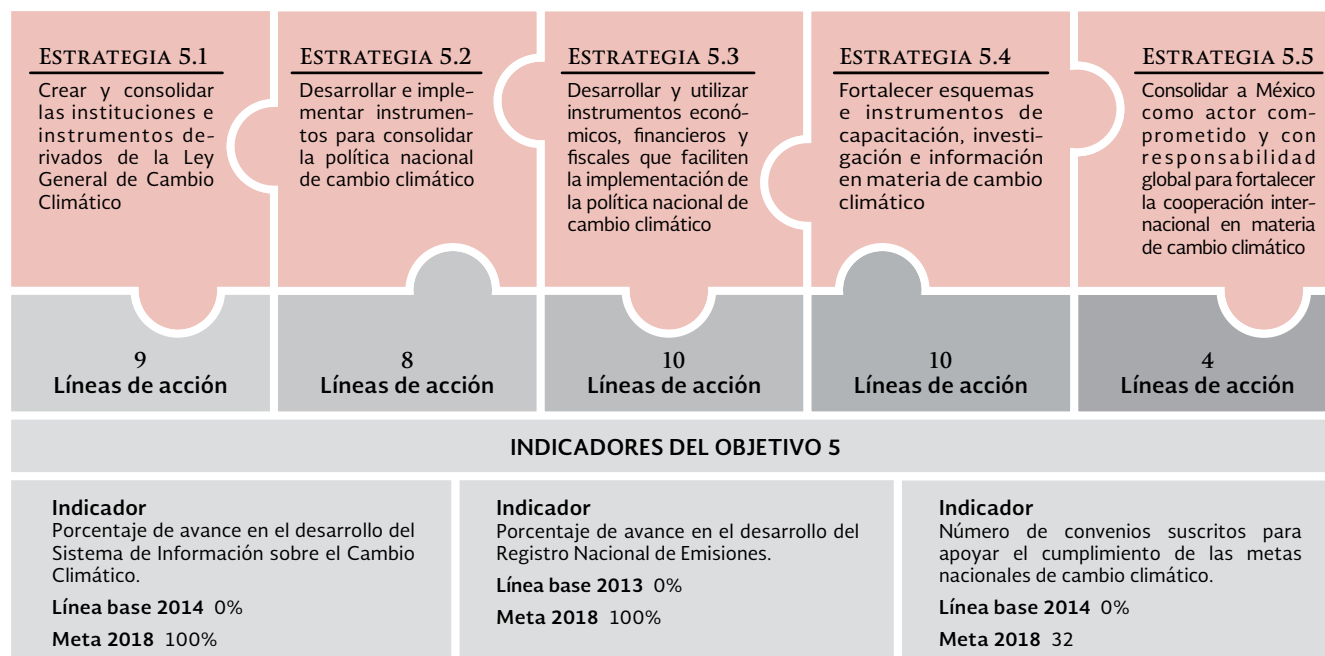 ESTRATEGIA 5.1
Crear y consolidar
las instituciones e
instrumentos de-
rivados de la Ley
General de Cambio
Climático
ESTRATEGIA 5.2
Desarrollar e imple-
mentar instrumen-
tos para consolidar
la política nacional
de cambio climático
ESTRATEGIA 5.3
Desarrollar y utilizar
instrumentos econó-
micos, financieros y
fiscales que faciliten
la implementación de
la política nacional de
cambio climático
ESTRATEGIA 5.4
Fortalecer esquemas
e instrumentos de
capacitación, investi-
gación e información
en materia de cambio
climático
ESTRATEGIA 5.5
Consolidar a México
como actor com-
prometido y con
responsabilidad
global para fortalecer
la cooperación inter-
nacional en materia
de cambio climático
9
Líneas de acción
8
Líneas de acción
10
Líneas de acción
10
Líneas de acción
4
Líneas de acción
INDICADORES DEL OBJETIVO 5
Indicador
Porcentaje de avance en el desarrollo del
Sistema de Información sobre el Cambio
Climático.
Línea base 2014 0%
Meta 2018 100%
Indicador
Porcentaje de avance en el desarrollo del
Registro Nacional de Emisiones.
Línea base 2013 0%
Meta 2018 100%
Indicador
Número de convenios suscritos para
apoyar el cumplimiento de las metas
nacionales de cambio climático.
Línea base 2014 0%
Meta 2018 32